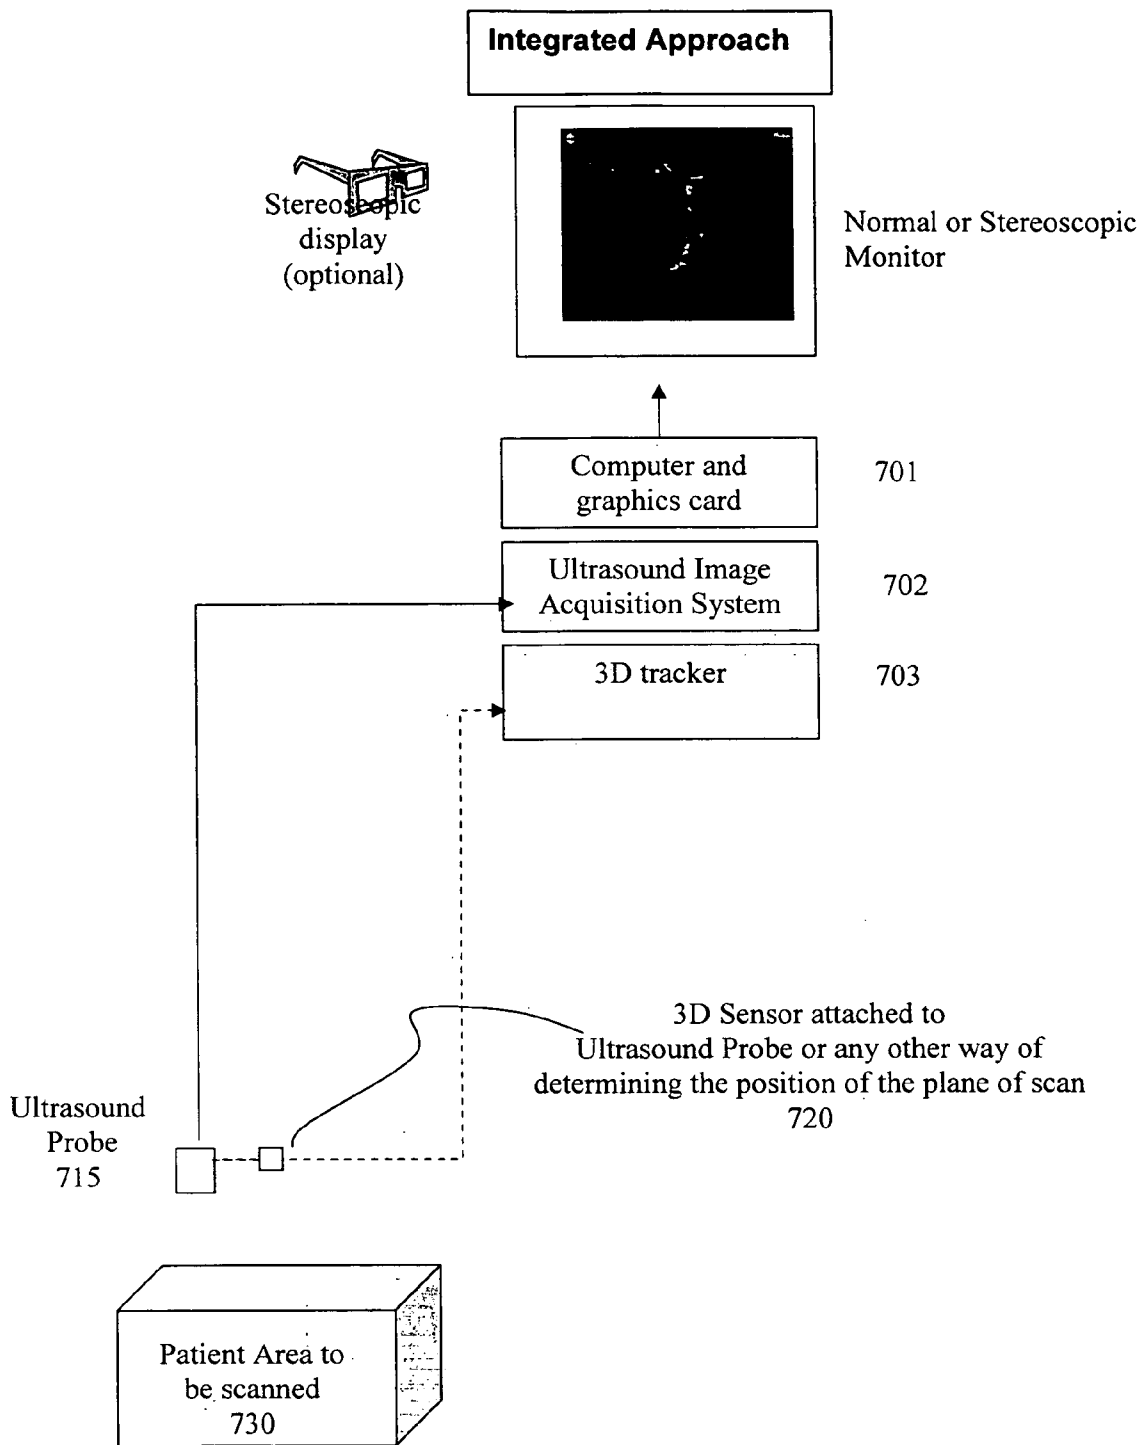 Integrated Approach
Stereoscopic
display
(optional)
Normal or Stereoscopic
Monitor
Computer and
graphics card
701
Ultrasound Image
Acquisition System
702
3D tracker
703
3D Sensor attached to
Ultrasound Probe or any other way of
determining the position of the plane of scan
720
Ultrasound
Probe
715
Patient Area to
be scanned
730